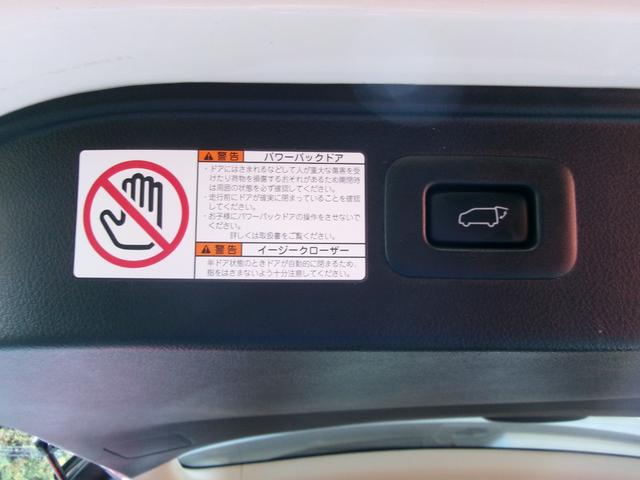 警告 パワーバックドア
・ドアにはさまれるなどして人が重大な傷害を受
けたり荷物を損傷するおそれがあるため開閉時
は周囲の状態を必ず確認してください。
・走行前にドアが確実に閉まっていることを確認
してください。
・お子様にパワーバックドアの操作をさせないで
ください。
詳しくは取扱書をご覧ください。
警告 イージークローザー
半ドア状態のときドアが自動的に閉まるため、
指をはさまないよう十分注意してください。